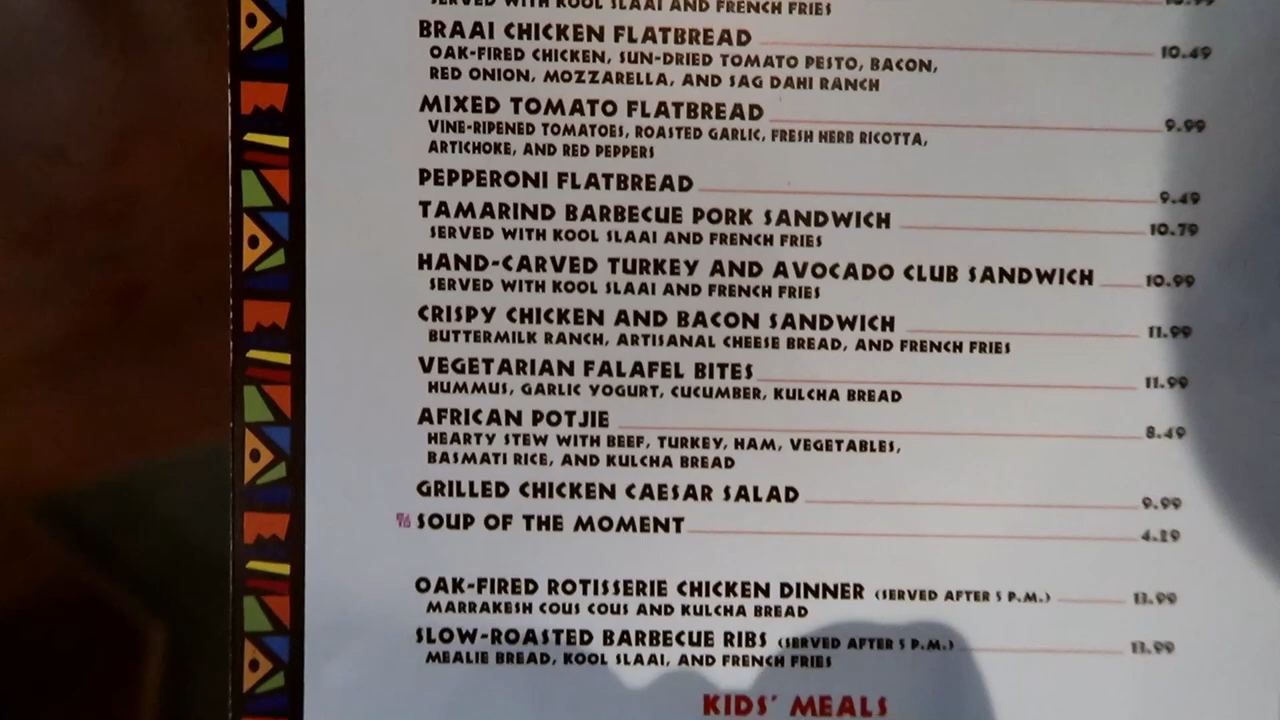 SERVED WITH KOOL SLAAI AND FRENCH FRIES
BRAAI CHICKEN FLATBREAD 10.49
OAK-FIRED CHICKEN, SUN-DRIED TOMATO PESTO, BACON,
RED ONION, MOZZARELLA, AND SAG DAHI RANCH
MIXED TOMATO FLATBREAD 9.99
VINE-RIPENED TOMATOES, ROASTED GARLIC, FRESH HERB RICOTTA,
ARTICHOKE, AND RED PEPPERS
PEPPERONI FLATBREAD 9.49
TAMARIND BARBECUE PORK SANDWICH 10.79
SERVED WITH KOOL SLAAI AND FRENCH FRIES
HAND-CARVED TURKEY AND AVOCADO CLUB SANDWICH 10.99
SERVED WITH KOOL SLAAI AND FRENCH FRIES
CRISPY CHICKEN AND BACON SANDWICH 11.99
BUTTERMILK RANCH, ARTISANAL CHEESE BREAD, AND FRENCH FRIES
VEGETARIAN FALAFEL BITES 11.99
HUMMUS, GARLIC YOGURT, CUCUMBER, KULCHA BREAD
AFRICAN POTJIE 8.49
HEARTY STEW WITH BEEF, TURKEY, HAM, VEGETABLES,
BASMATI RICE, AND KULCHA BREAD
GRILLED CHICKEN CAESAR SALAD 9.99
SOUP OF THE MOMENT 4.29
OAK-FIRED ROTISSERIE CHICKEN DINNER (SERVED AFTER 5 P.M.) 13.99
MARRAKESH COUS COUS AND KULCHA BREAD
SLOW-ROASTED BARBECUE RIBS (SERVED AFTER 5 P.M.) 13.99
MEALIE BREAD, KOOL SLAAI, AND FRENCH FRIES
KIDS' MEALS